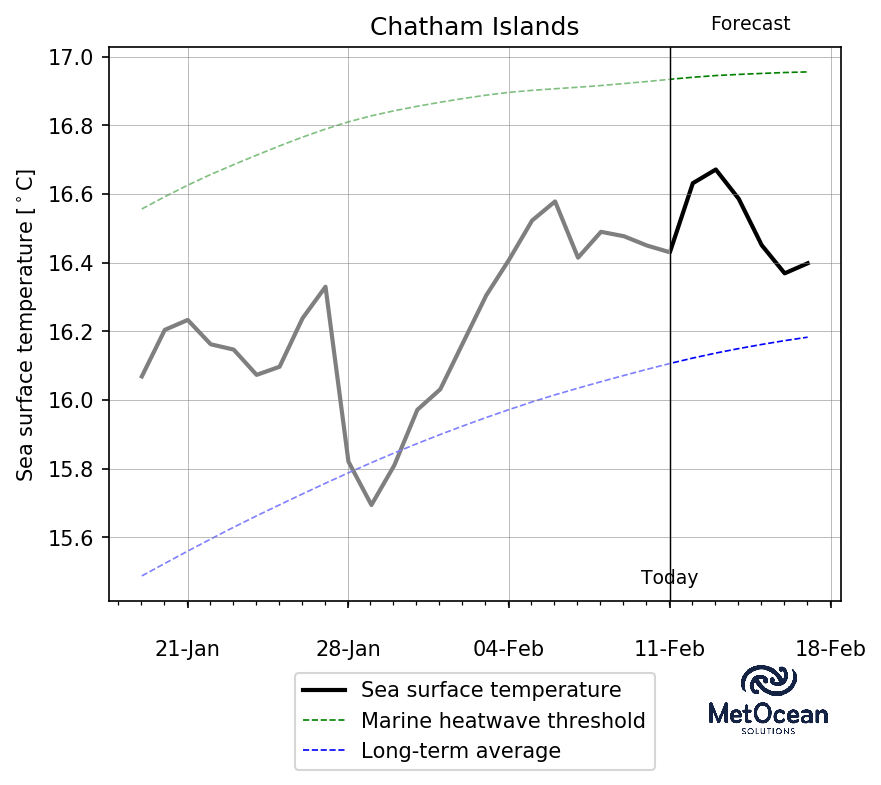 Chatham Islands
Forecast
Sea surface temperature [°C]
17.0
16.8
16.6
16.4
16.2
16.0
15.8
15.6
Today
21-Jan 28-Jan 04-Feb 11-Feb 18-Feb
Sea surface temperature
Marine heatwave threshold
Long-term average
MetOcean
SOLUTIONS